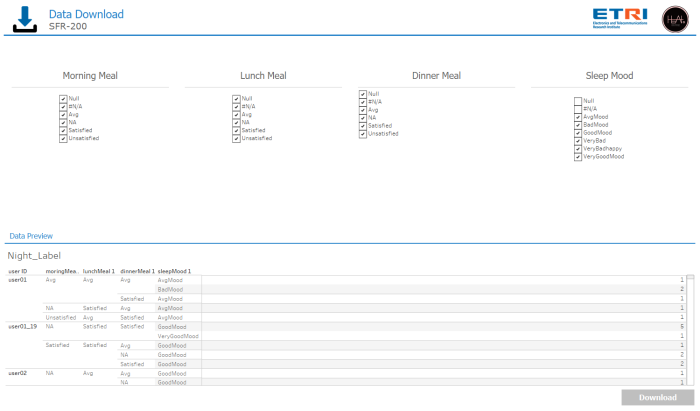 Data Download
SFR-200
ETRI
Electronics and Telecommunications
Research Institute
Morning Meal
Null
#N/A
Avg
NA
Satisfied
Unsatisfied
Lunch Meal
Null
#N/A
Avg
NA
Satisfied
Unsatisfied
Dinner Meal
Null
#N/A
Avg
NA
Satisfied
Unsatisfied
Sleep Mood
Null
#N/A
AvgMood
BadMood
GoodMood
VeryBad
VeryBadhappy
VeryGoodMood
Data Preview
Night_Label
user ID moringMea.. lunchMeal 1 dinnerMeal 1 sleepMood 1
user01 Avg Avg Avg AvgMood 1
BadMood 2
Satisfied AvgMood 1
NA Satisfied Avg AvgMood 1
Unsatisfied Avg Satisfied AvgMood 1
user01_19 NA Satisfied Satisfied GoodMood 5
VeryGoodMood 1
Satisfied Satisfied Avg GoodMood 1
NA GoodMood 2
Satisfied GoodMood 2
user02 NA Avg Avg GoodMood 1
NA GoodMood 1
Download